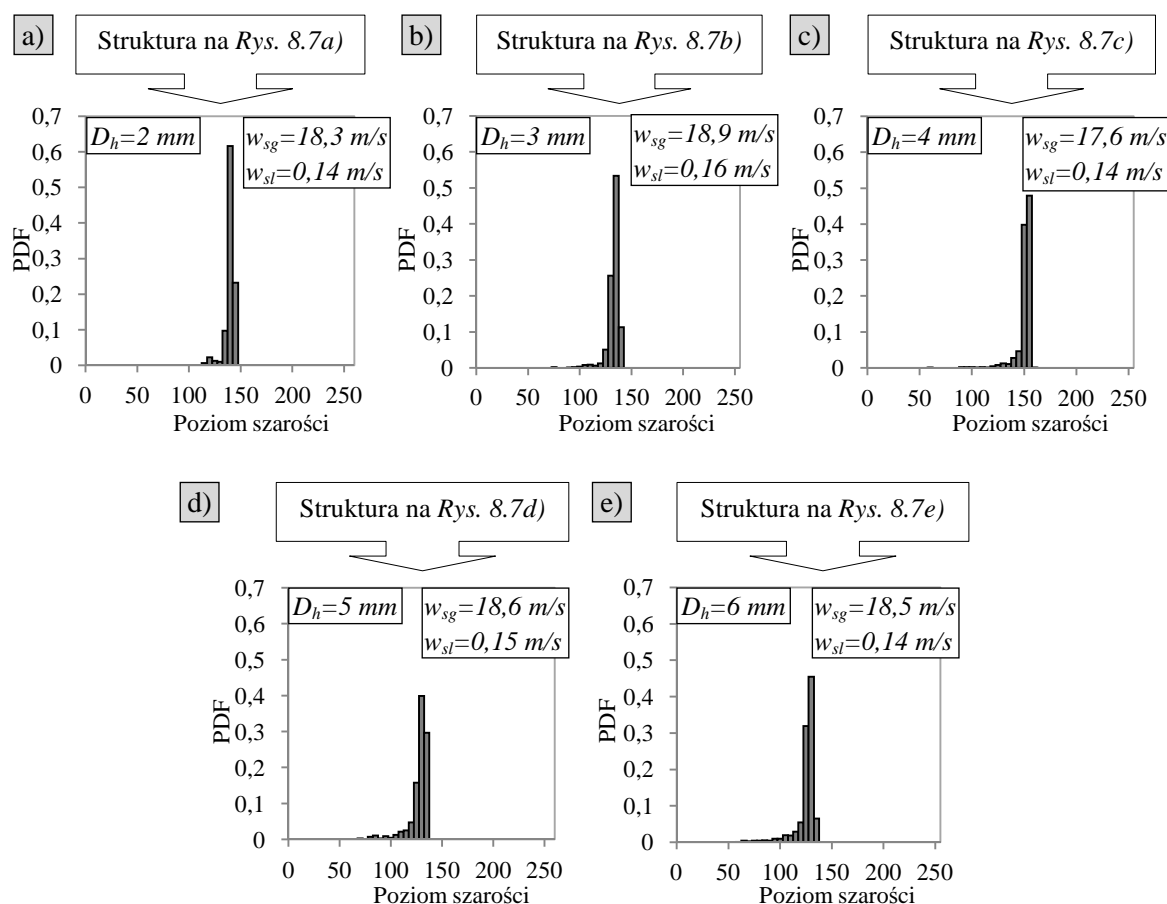 a)
Struktura na Rys. 8.7a)
0,7
0,6
0,5
0,4
0,3
0,2
0,1
0
PDF
D_h=2 mm
w_sg=18,3 m/s
w_sl=0,14 m/s
0 50 100 150 200 250
Poziom szarości
b)
Struktura na Rys. 8.7b)
0,7
0,6
0,5
0,4
0,3
0,2
0,1
0
PDF
D_h=3 mm
w_sg=18,9 m/s
w_sl=0,16 m/s
0 50 100 150 200 250
Poziom szarości
c)
Struktura na Rys. 8.7c)
0,7
0,6
0,5
0,4
0,3
0,2
0,1
0
PDF
D_h=4 mm
w_sg=17,6 m/s
w_sl=0,14 m/s
0 50 100 150 200 250
Poziom szarości
d)
Struktura na Rys. 8.7d)
0,7
0,6
0,5
0,4
0,3
0,2
0,1
0
PDF
D_h=5 mm
w_sg=18,6 m/s
w_sl=0,15 m/s
0 50 100 150 200 250
Poziom szarości
e)
Struktura na Rys. 8.7e)
0,7
0,6
0,5
0,4
0,3
0,2
0,1
0
PDF
D_h=6 mm
w_sg=18,5 m/s
w_sl=0,14 m/s
0 50 100 150 200 250
Poziom szarości